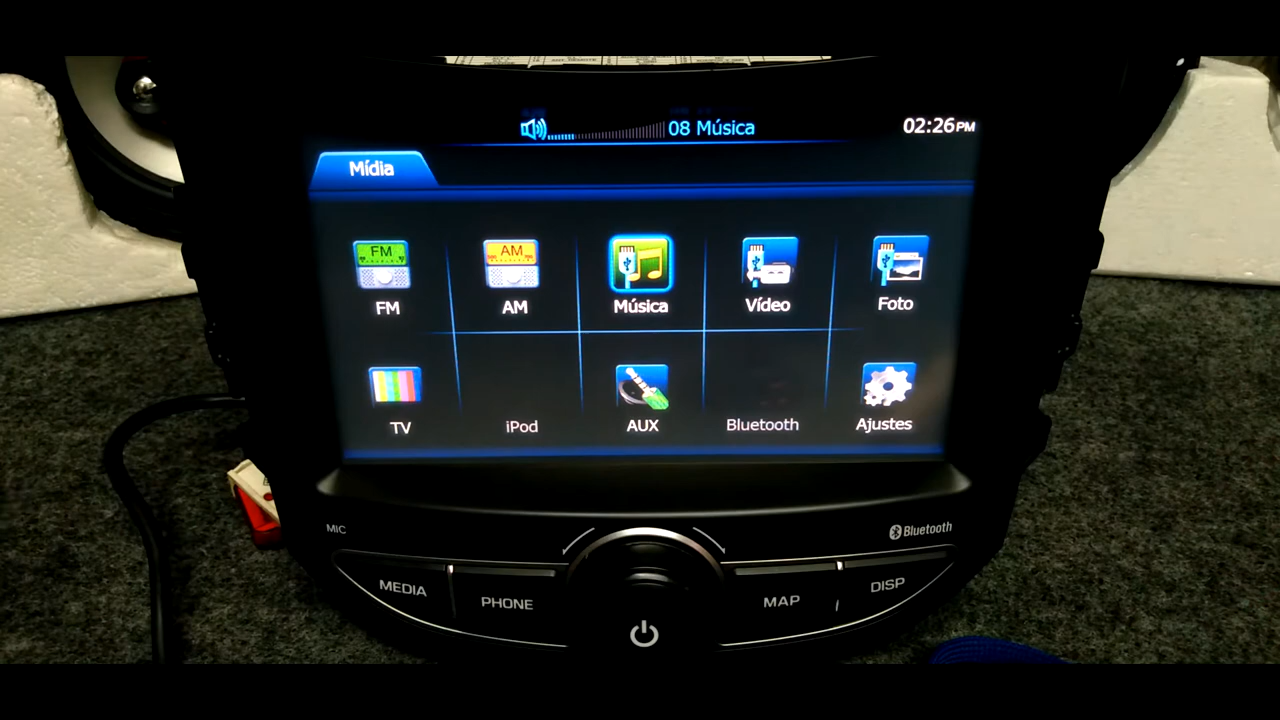 08 Música
02:26PM
Mídia
FM
AM
FM
AM
Música
Vídeo
Foto
TV
iPod
AUX
Bluetooth
Ajustes
MIC
Bluetooth
MEDIA
PHONE
MAP
DISP